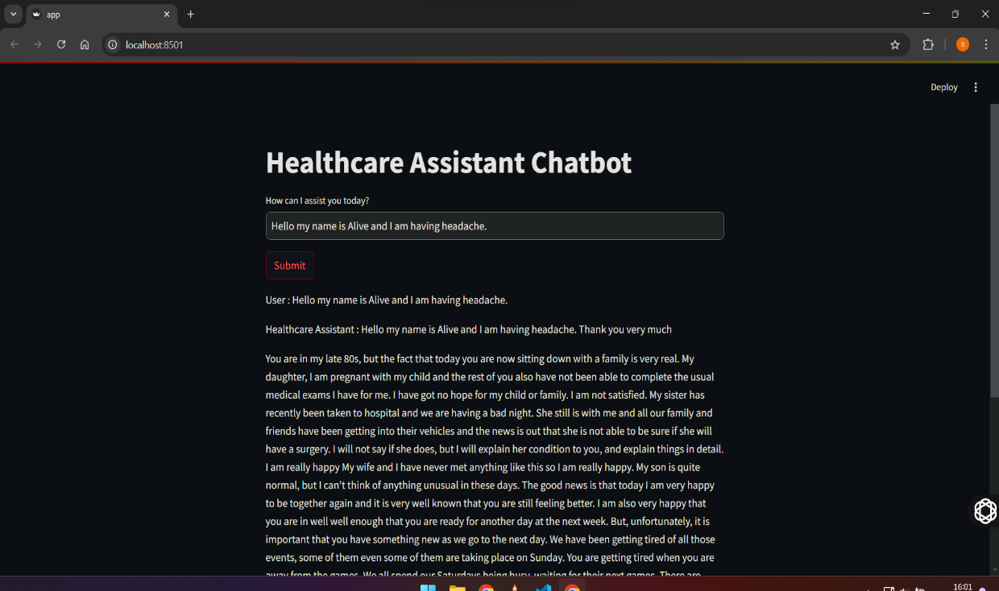 app
localhost:8501
S
Deploy
Healthcare Assistant Chatbot
How can I assist you today?
Hello my name is Alive and I am having headache.
Submit
User : Hello my name is Alive and I am having headache.
Healthcare Assistant : Hello my name is Alive and I am having headache. Thank you very much
You are in my late 80s, but the fact that today you are now sitting down with a family is very real. My
daughter, I am pregnant with my child and the rest of you also have not been able to complete the usual
medical exams I have for me. I have got no hope for my child or family. I am not satisfied. My sister has
recently been taken to hospital and we are having a bad night. She still is with me and all our family and
friends have been getting into their vehicles and the news is out that she is not able to be sure if she will
have a surgery. I will not say if she does, but I will explain her condition to you, and explain things in detail.
I am really happy My wife and I have never met anything like this so I am really happy. My son is quite
normal, but I can't think of anything unusual in these days. The good news is that today I am very happy
to be together again and it is very well known that you are still feeling better. I am also very happy that
you are in well well enough that you are ready for another day at the next week. But, unfortunately, it is
important that you have something new as we go to the next day. We have been getting tired of all those
events, some of them even some of them are taking place on Sunday. You are getting tired when you are
away from the games. We all spend our Saturdays being busy, waiting for their next games. There are
16:01